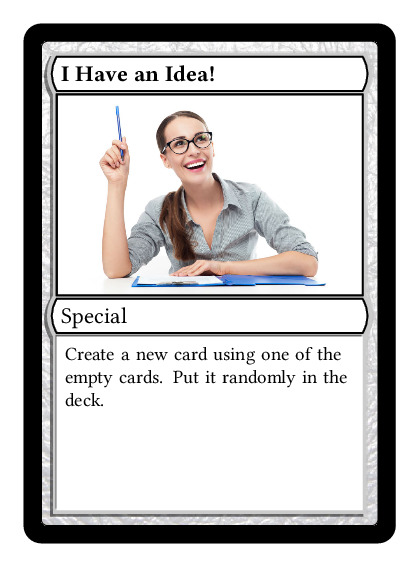 I Have an Idea!
Special
Create a new card using one of the
empty cards. Put it randomly in the
deck.